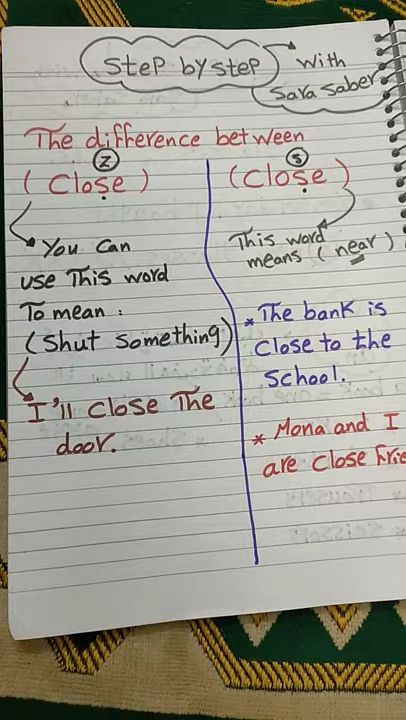 Step by step
with
Sara Saber
The difference between
z
(Close)
You can
use This word
To mean :
(shut something)
I'll close The
door.
s
(close)
This word
means (near)
* The bank is
close to the
school.
* Mona and I
are close Frie